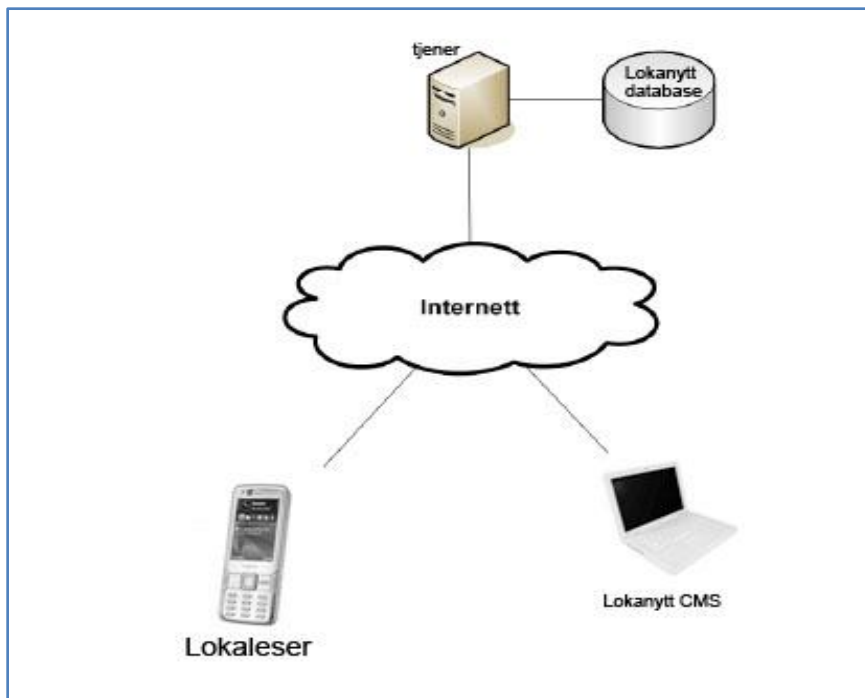 tjener
Lokanytt
database
Internett
Lokanytt CMS
Lokaleser